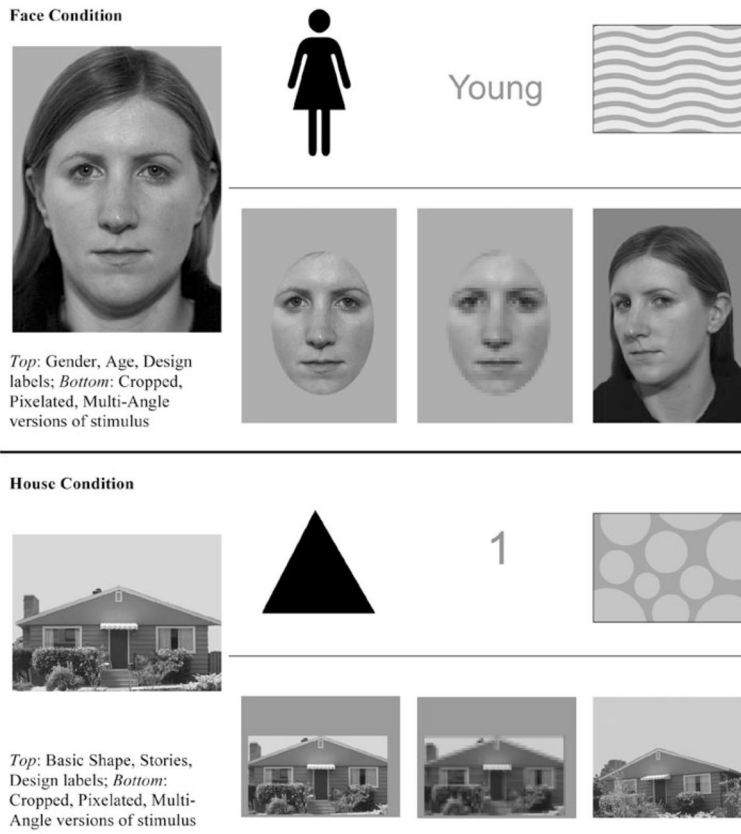 Face Condition
Young
Top: Gender, Age, Design
labels; Bottom: Cropped,
Pixelated, Multi-Angle
versions of stimulus
House Condition
1
Top: Basic Shape, Stories,
Design labels; Bottom:
Cropped, Pixelated, Multi-
Angle versions of stimulus